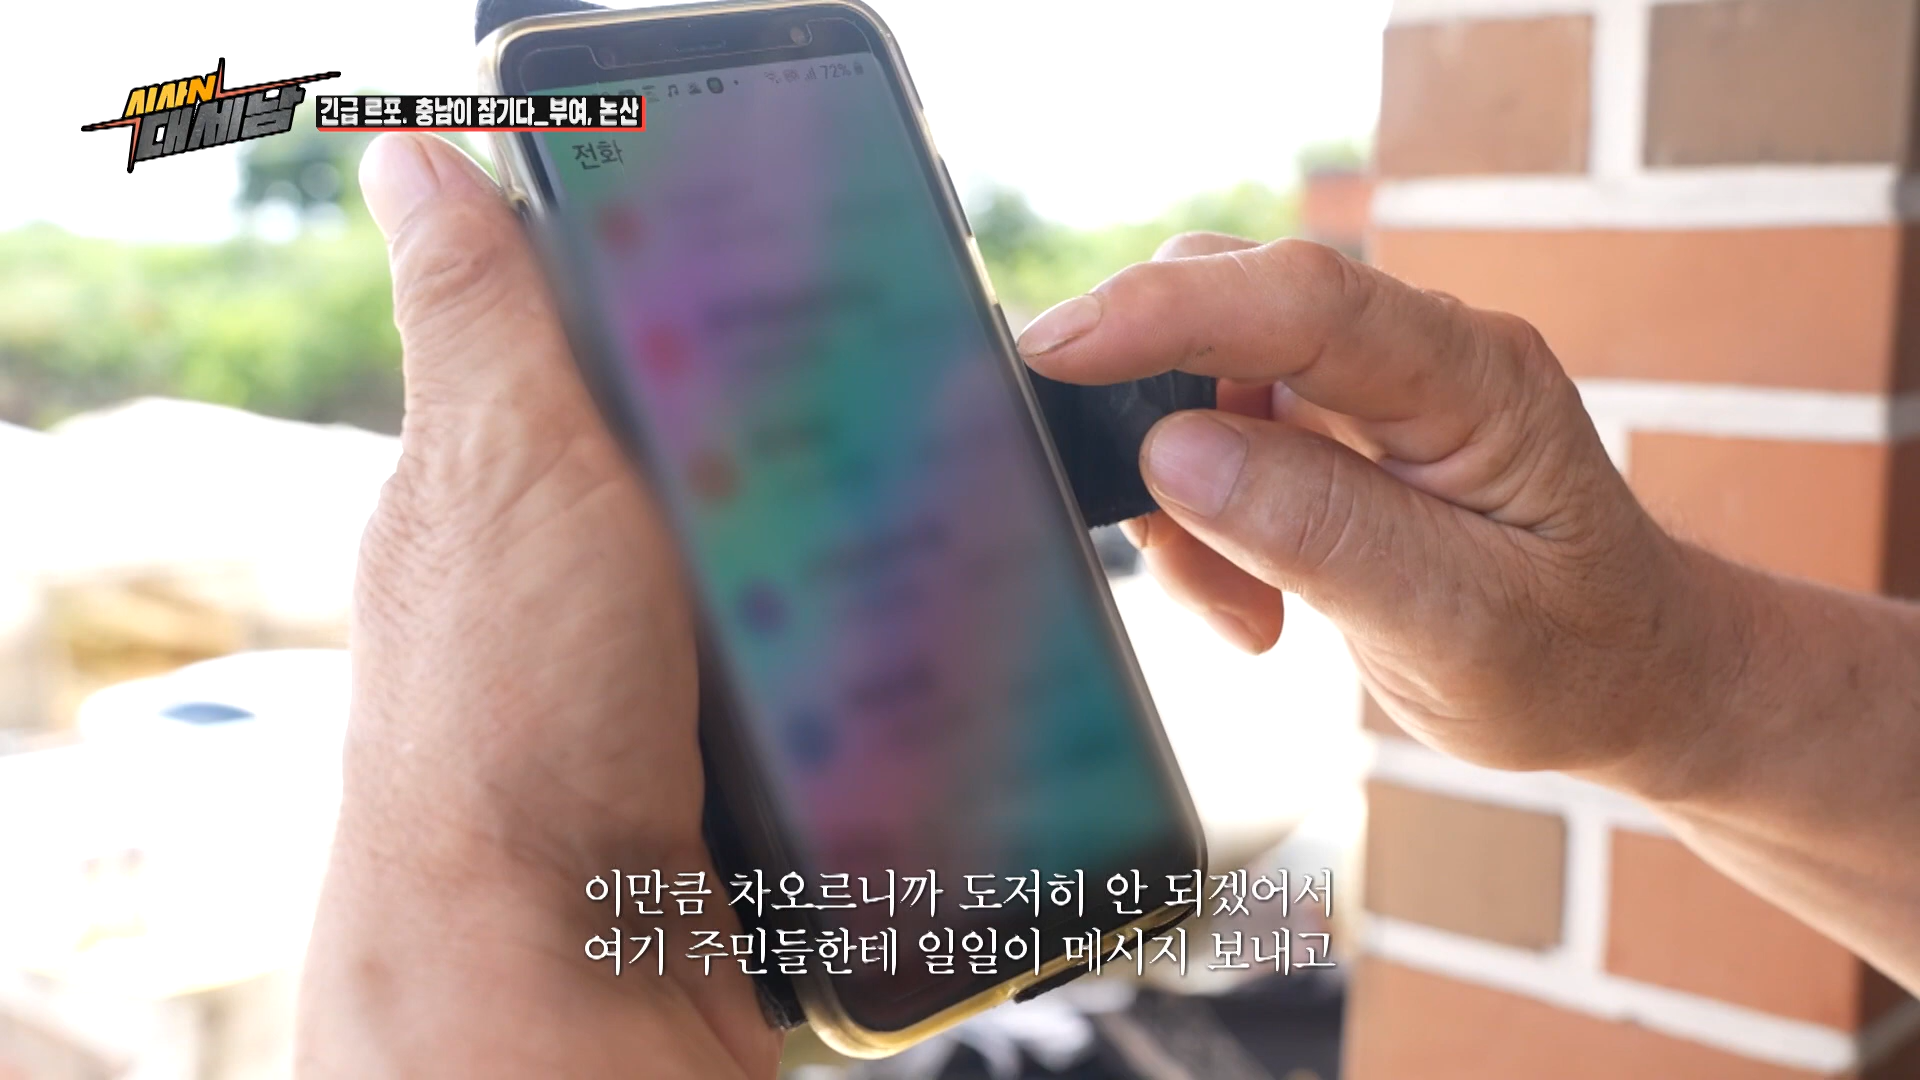 시사N
대세남
긴급 르포. 충남이 잠기다_부여, 논산
72%
전화
이만큼 차오르니까 도저히 안 되겠어서
여기 주민들한테 일일이 메시지 보내고